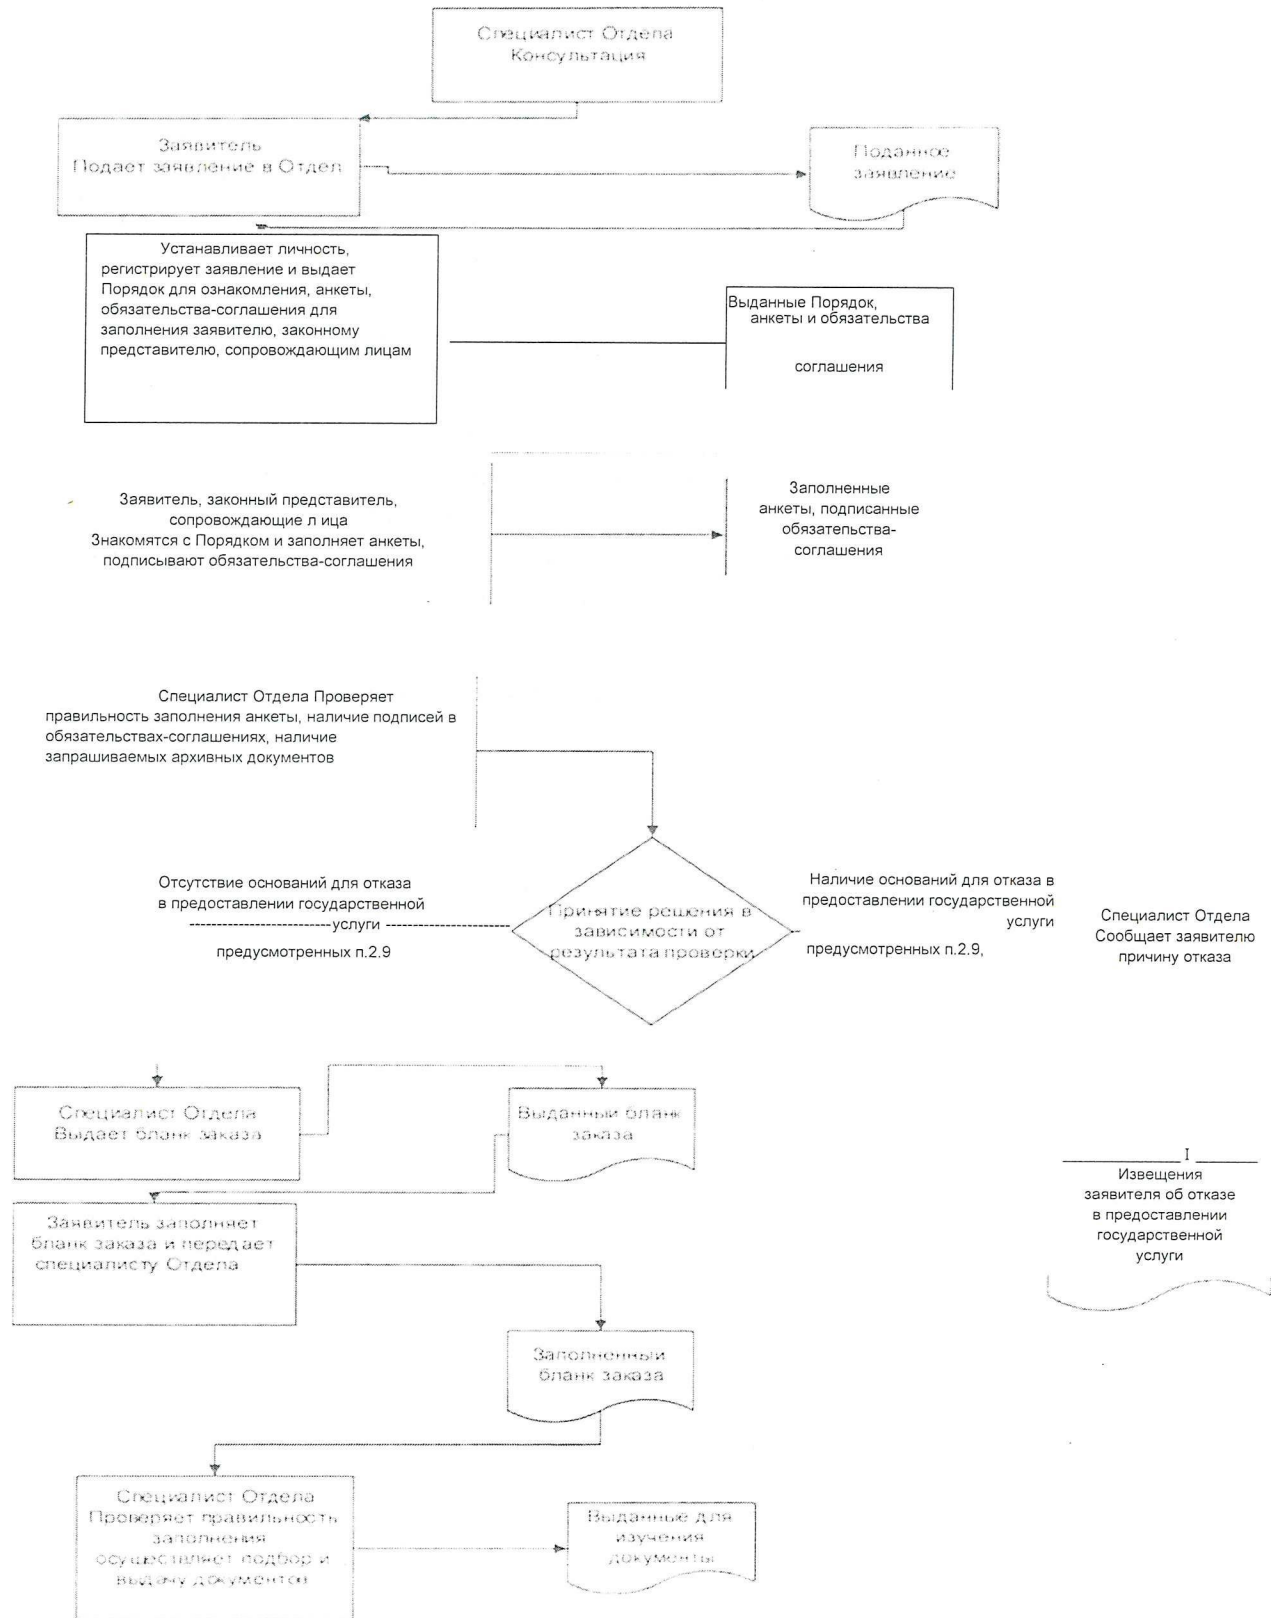 Специалист Отдела
Консультация
Заявитель
Подает заявление в Отдел
Поданное
заявление
Устанавливает личность,
регистрирует заявление и выдает
Порядок для ознакомления, анкеты,
обязательства-соглашения для
заполнения заявителю, законному
представителю, сопровождающим лицам
Выданные Порядок,
анкеты и обязательства
соглашения
Заявитель, законный представитель,
сопровождающие л ица
Знакомятся с Порядком и заполняет анкеты,
подписывают обязательства-соглашения
Заполненные
анкеты, подписанные
обязатепьства-
соглашения
Специалист Отдела Проверяет
правильность заполнения анкеты, наличие подписей в
обязательствах-соглашениях, наличие
запрашиваемых архивных документов
Отсутствие оснований для отказа
в предоставлении государственной
услуги
предусмотренных п.2.9
Принятие решения в
зависимости от
результата проверки
Наличие оснований для отказа в
предоставлении государственной
услуги
предусмотренных п.2.9,
Специалист Отдела
Сообщает заявителю
причину отказа
Специалист Отдела
Выдает бланк заказа
Выданный бланк
заказа
Заявитель заполняет
бланк заказа и передает
специалисту Отдела
I
Извещения
заявителя об отказе
в предоставлении
государственной
услуги
Заполненный
бланк заказа
Специалист Отдела
Проверяет правильность
заполнения
осуществляет подбор и
выдачу документов
Выданные для
изучения
документы